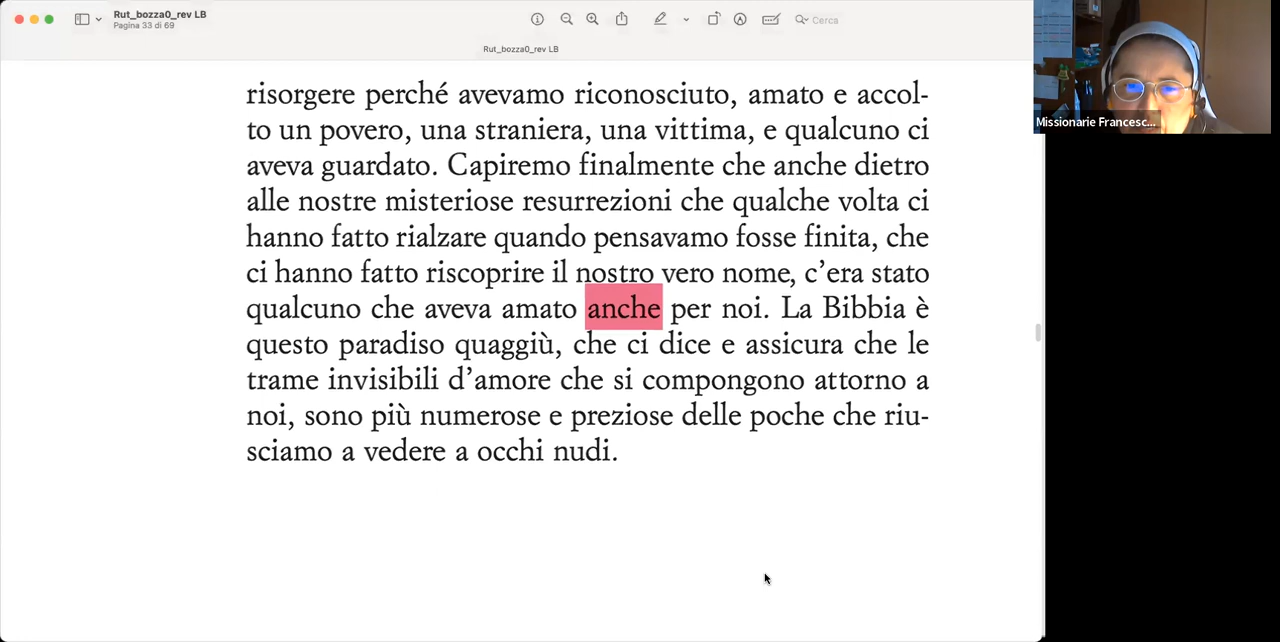 Rut_bozza0_rev LB
Pagina 33 di 69
Cerca
Rut_bozza0_rev LB
risorgere perché avevamo riconosciuto, amato e accol-
to un povero, una straniera, una vittima, e qualcuno ci
aveva guardato. Capiremo finalmente che anche dietro
alle nostre misteriose resurrezioni che qualche volta ci
hanno fatto rialzare quando pensavamo fosse finita, che
ci hanno fatto riscoprire il nostro vero nome, c’era stato
qualcuno che aveva amato anche per noi. La Bibbia è
questo paradiso quaggiù, che ci dice e assicura che le
trame invisibili d’amore che si compongono attorno a
noi, sono più numerose e preziose delle poche che riu-
sciamo a vedere a occhi nudi.
Missionarie Francesc...